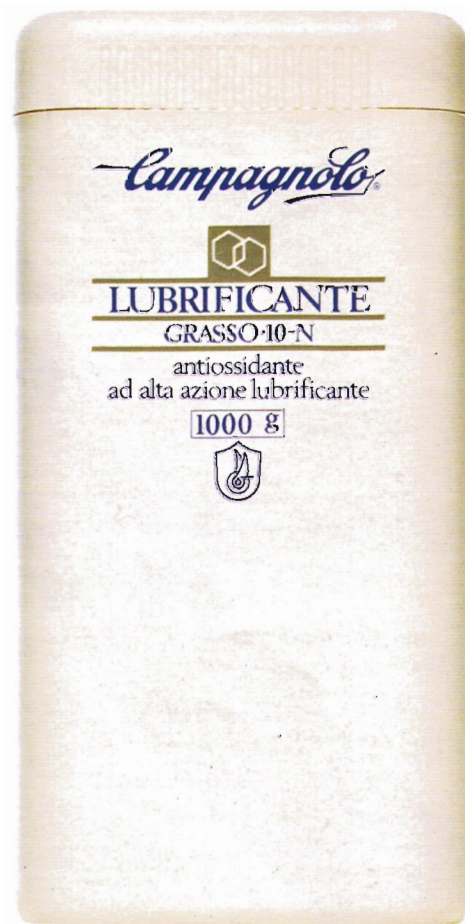 Campagnolo®
LUBRIFICANTE
GRASSO·10-N
antiossidante
ad alta azione lubrificante
1000 g